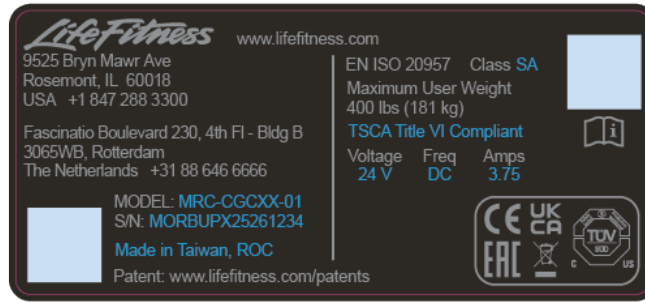 LifeFitness www.lifefitness.com
9525 Bryn Mawr Ave
Rosemont, IL 60018
USA +1 847 288 3300
Fascinatio Boulevard 230, 4th Fl - Bldg B
3065WB, Rotterdam
The Netherlands +31 88 646 6666
MODEL: MRC-CGCXX-01
S/N: MORBUPX25261234
Made in Taiwan, ROC
Patent: www.lifefitness.com/patents
EN ISO 20957 Class SA
Maximum User Weight
400 lbs (181 kg)
TSCA Title VI Compliant
Voltage Freq Amps
24 V DC 3.75
i
CE UK CA
EAC
TÜV
C US